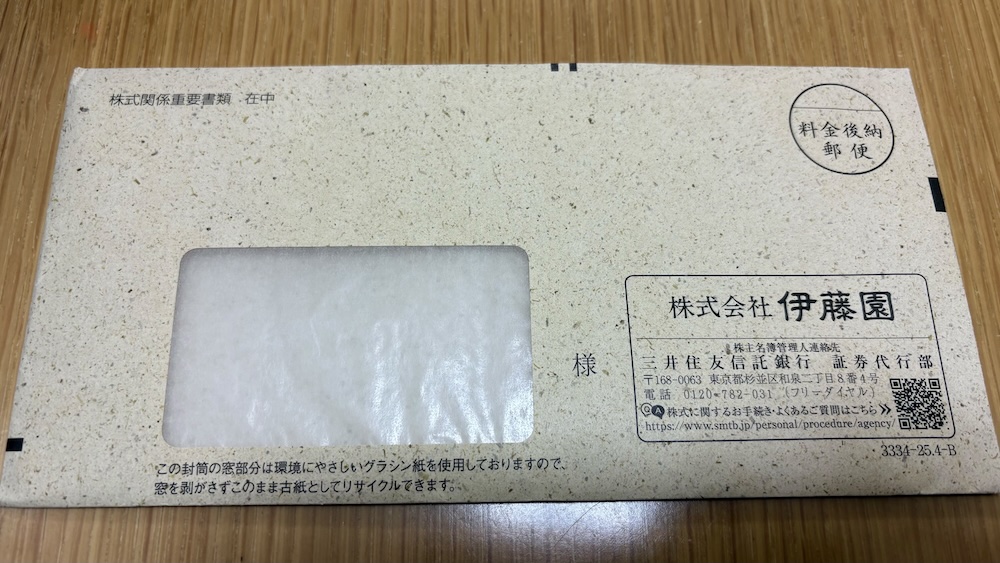 株式関係重要書類 在中
料金後納
郵便
様
株式会社 伊藤園
株主名簿管理人連絡先
三井住友信託銀行 証券代行部
〒168-0063 東京都杉並区和泉二丁目8番4号
電話 0120-782-031 (フリーダイヤル)
QA 株式に関するお手続き・よくあるご質問はこちら
https://www.smtb.jp/personal/procedure/agency/
3334-25.4-B
この封筒の窓部分は環境にやさしいグラシン紙を使用しておりますので、
窓を剥がさずこのまま古紙としてリサイクルできます。